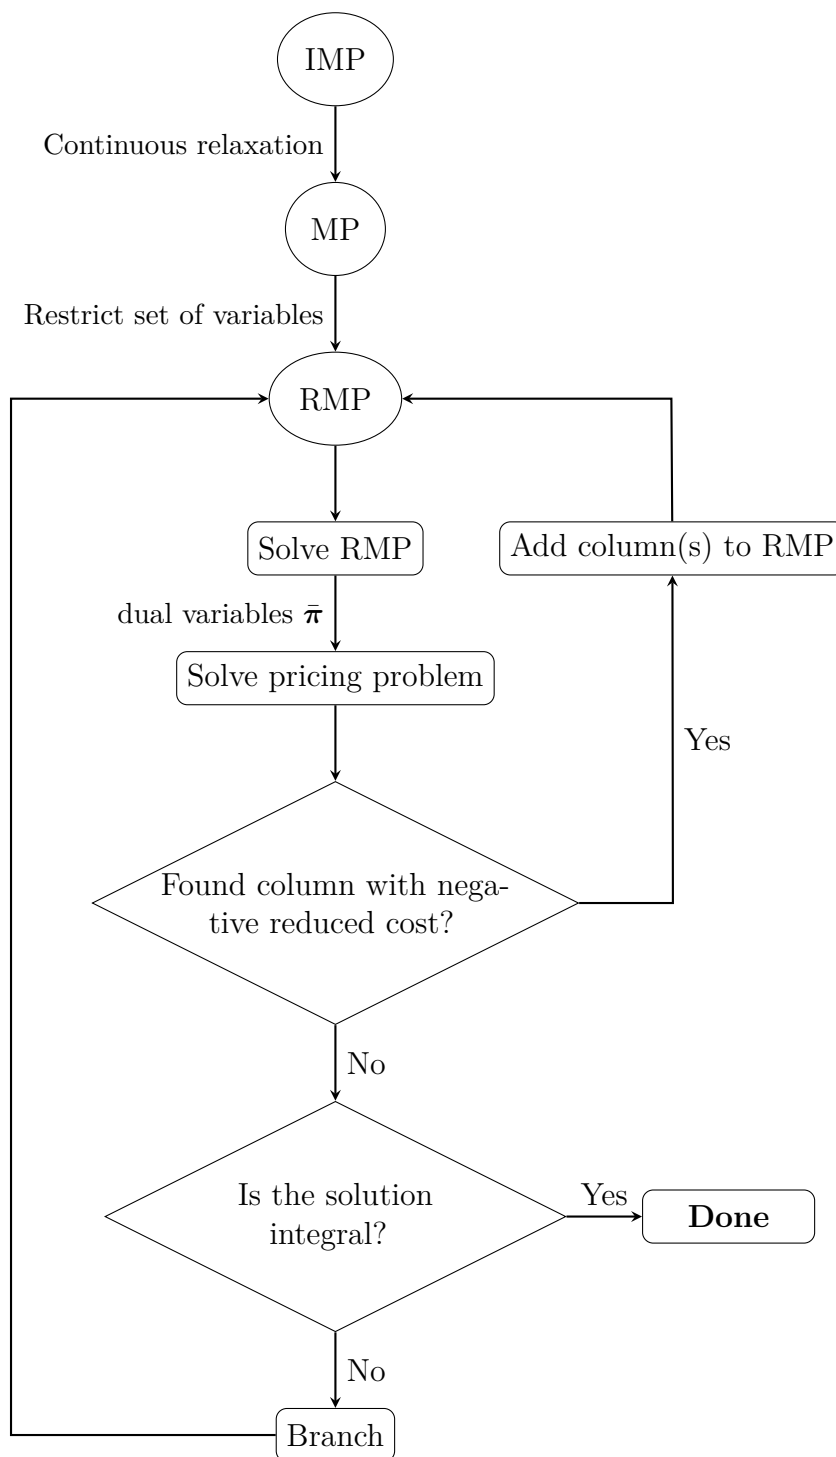 IMP
Continuous relaxation
MP
Restrict set of variables
RMP
Solve RMP
Add column(s) to RMP
dual variables π̄
Solve pricing problem
Yes
Found column with nega-
tive reduced cost?
No
Is the solution
integral?
Yes
Done
No
Branch